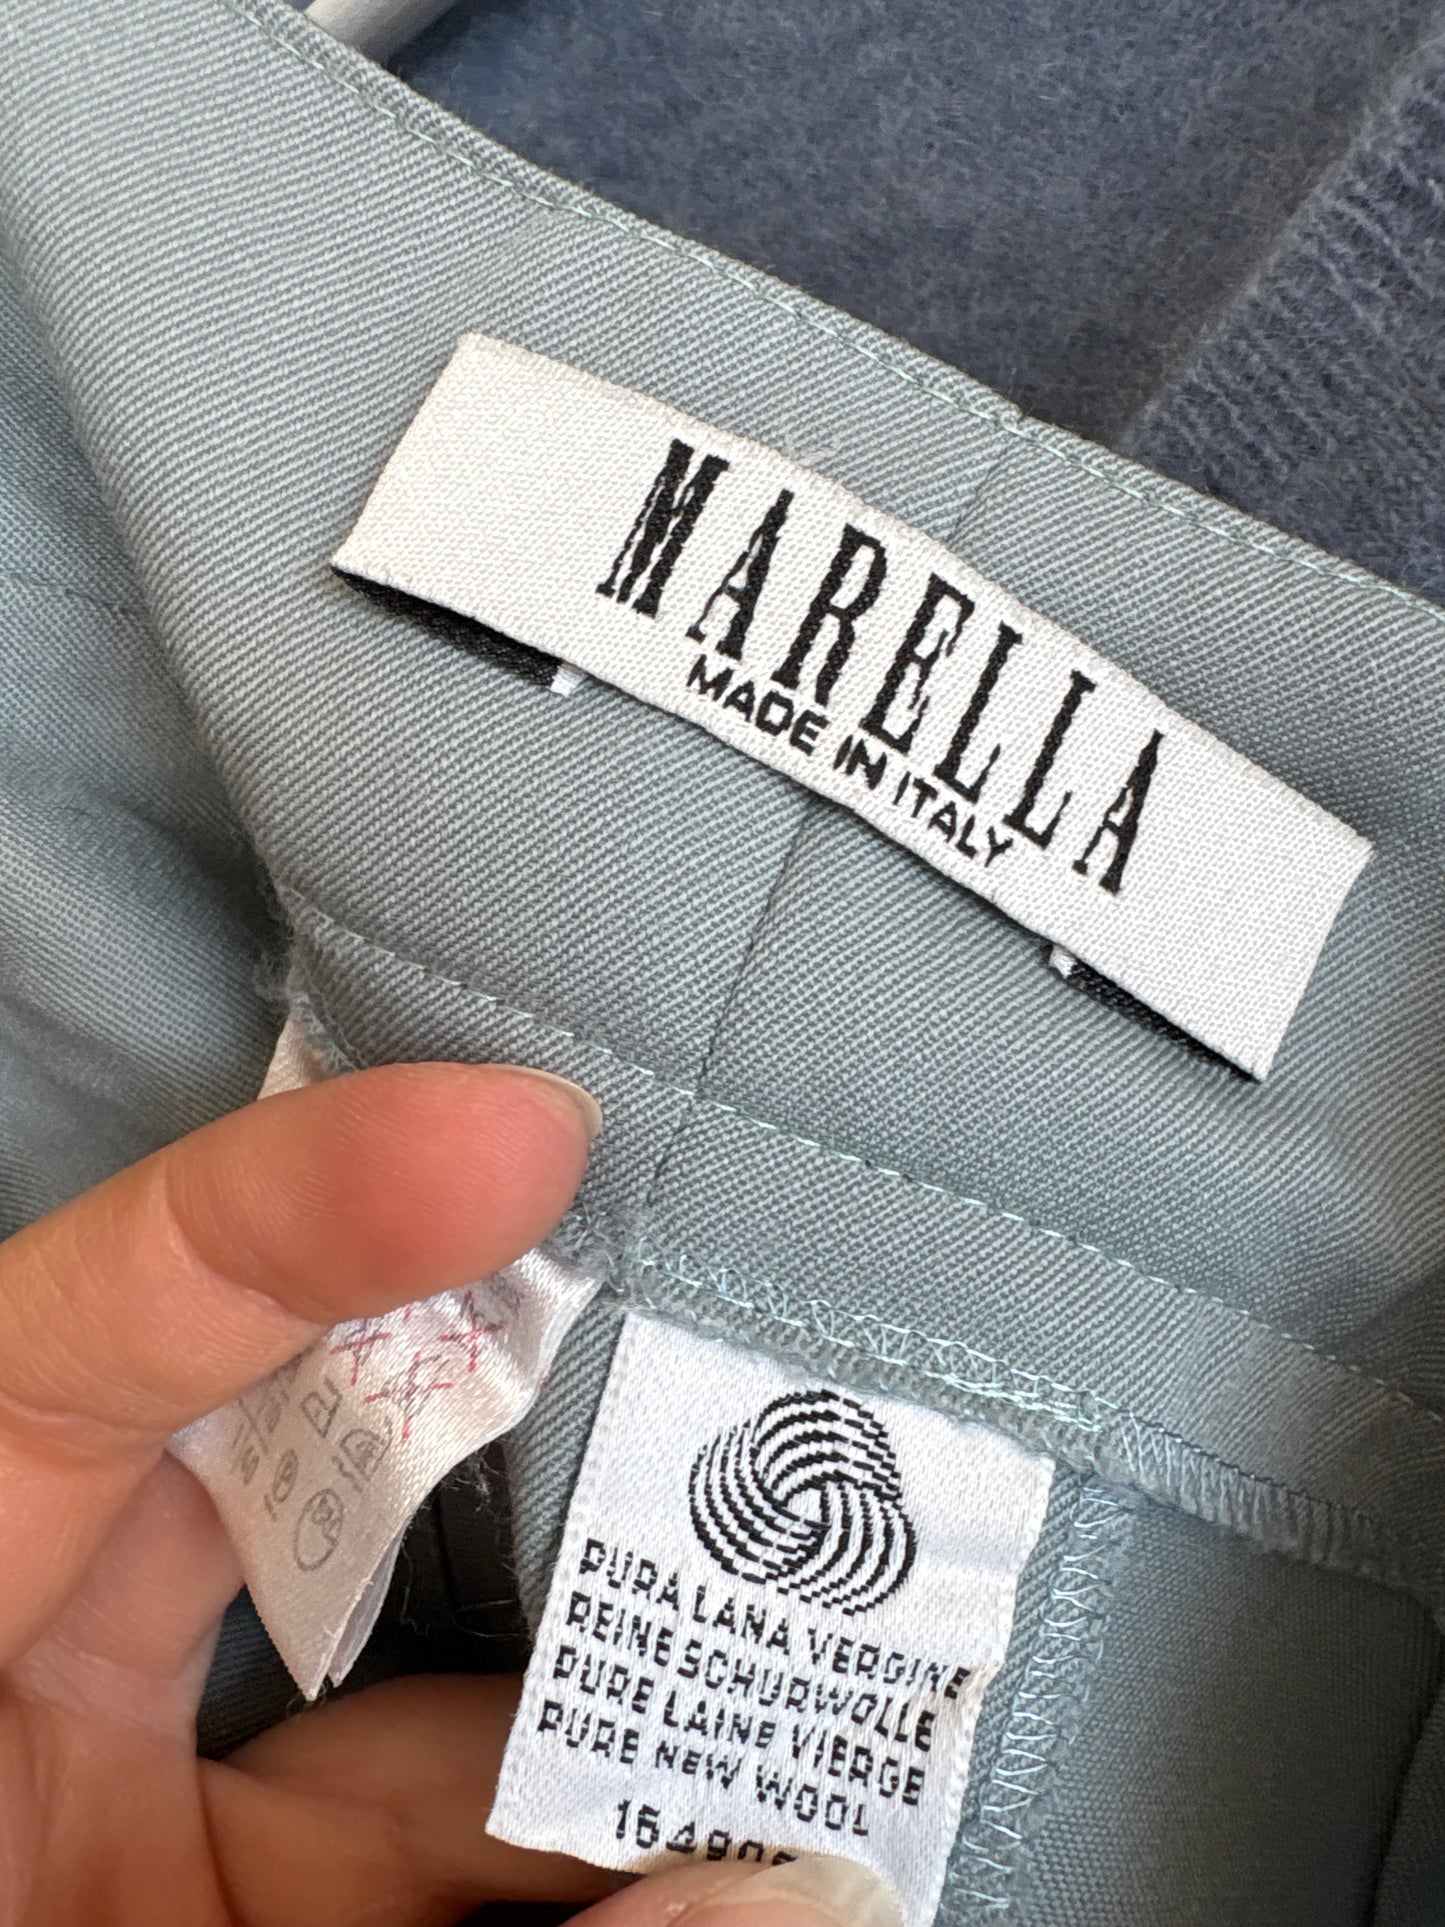 MARELLA
MADE IN ITALY
PURA LANA VERGINE
REINE SCHURWOLLE
PURE LAINE VIERGE
PURE NEW WOOL